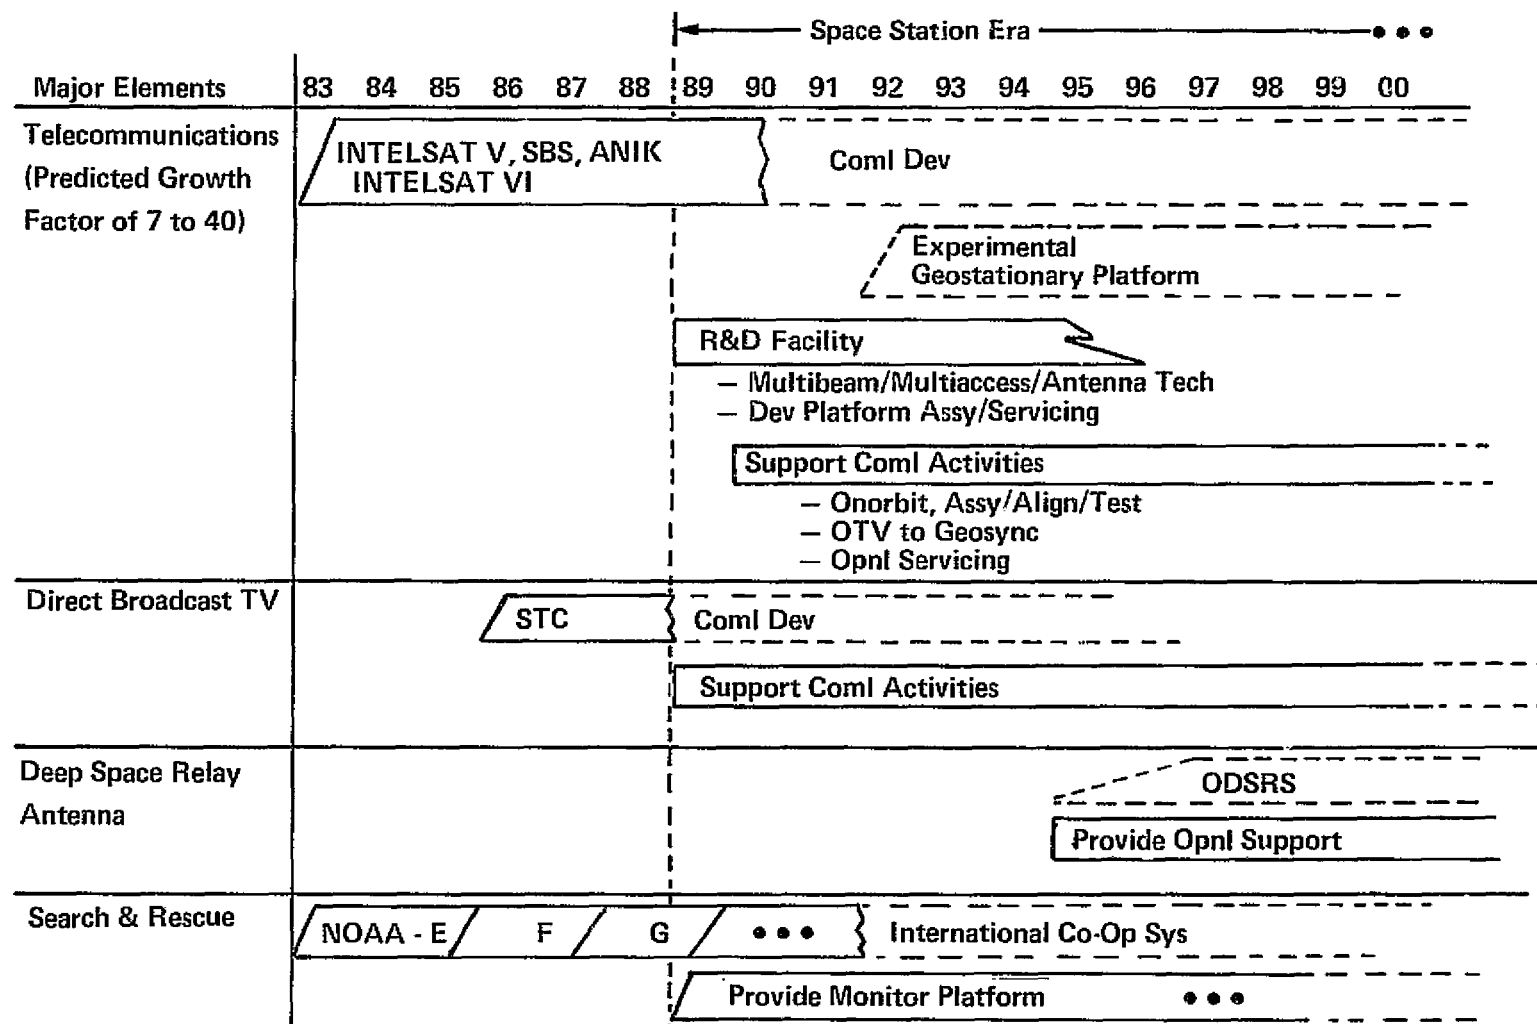 Space Station Era
Major Elements 83 84 85 86 87 88 89 90 91 92 93 94 95 96 97 98 99 00
Telecommunications
(Predicted Growth
Factor of 7 to 40)
INTELSAT V, SBS, ANIK
INTELSAT VI
Coml Dev
Experimental
Geostationary Platform
R&D Facility
— Multibeam/Multiaccess/Antenna Tech
— Dev Platform Assy/Servicing
Support Coml Activities
— Onorbit, Assy/Align/Test
— OTV to Geosync
— Opnl Servicing
Direct Broadcast TV
STC
Coml Dev
Support Coml Activities
Deep Space Relay
Antenna
ODSRS
Provide Opnl Support
Search & Rescue
NOAA - E F G ••• International Co-Op Sys
Provide Monitor Platform •••